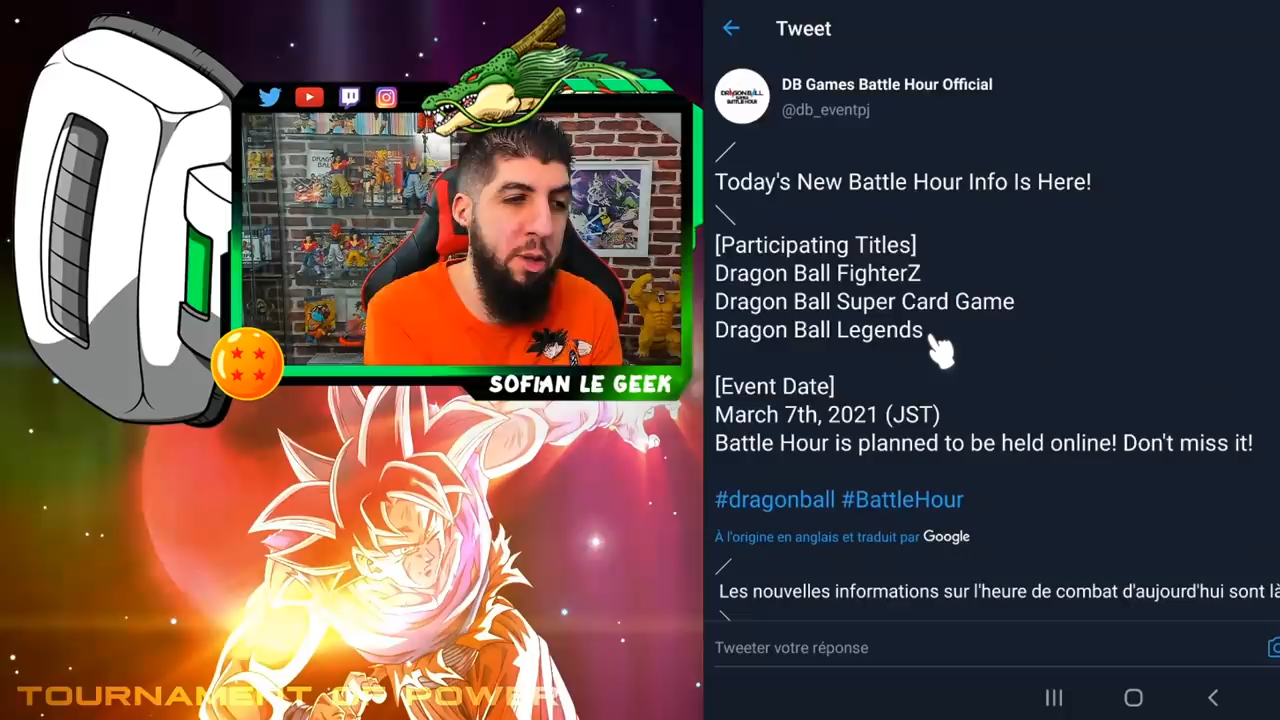 Tweet
DB Games Battle Hour Official
@db_eventpj
Today's New Battle Hour Info Is Here!
[Participating Titles]
Dragon Ball FighterZ
Dragon Ball Super Card Game
Dragon Ball Legends
[Event Date]
March 7th, 2021 (JST)
Battle Hour is planned to be held online! Don't miss it!
#dragonball #BattleHour
À l'origine en anglais et traduit par Google
Les nouvelles informations sur l'heure de combat d'aujourd'hui sont là
Tweeter votre réponse
SOFIAN LE GEEK
TOURNAMENT OF POWER